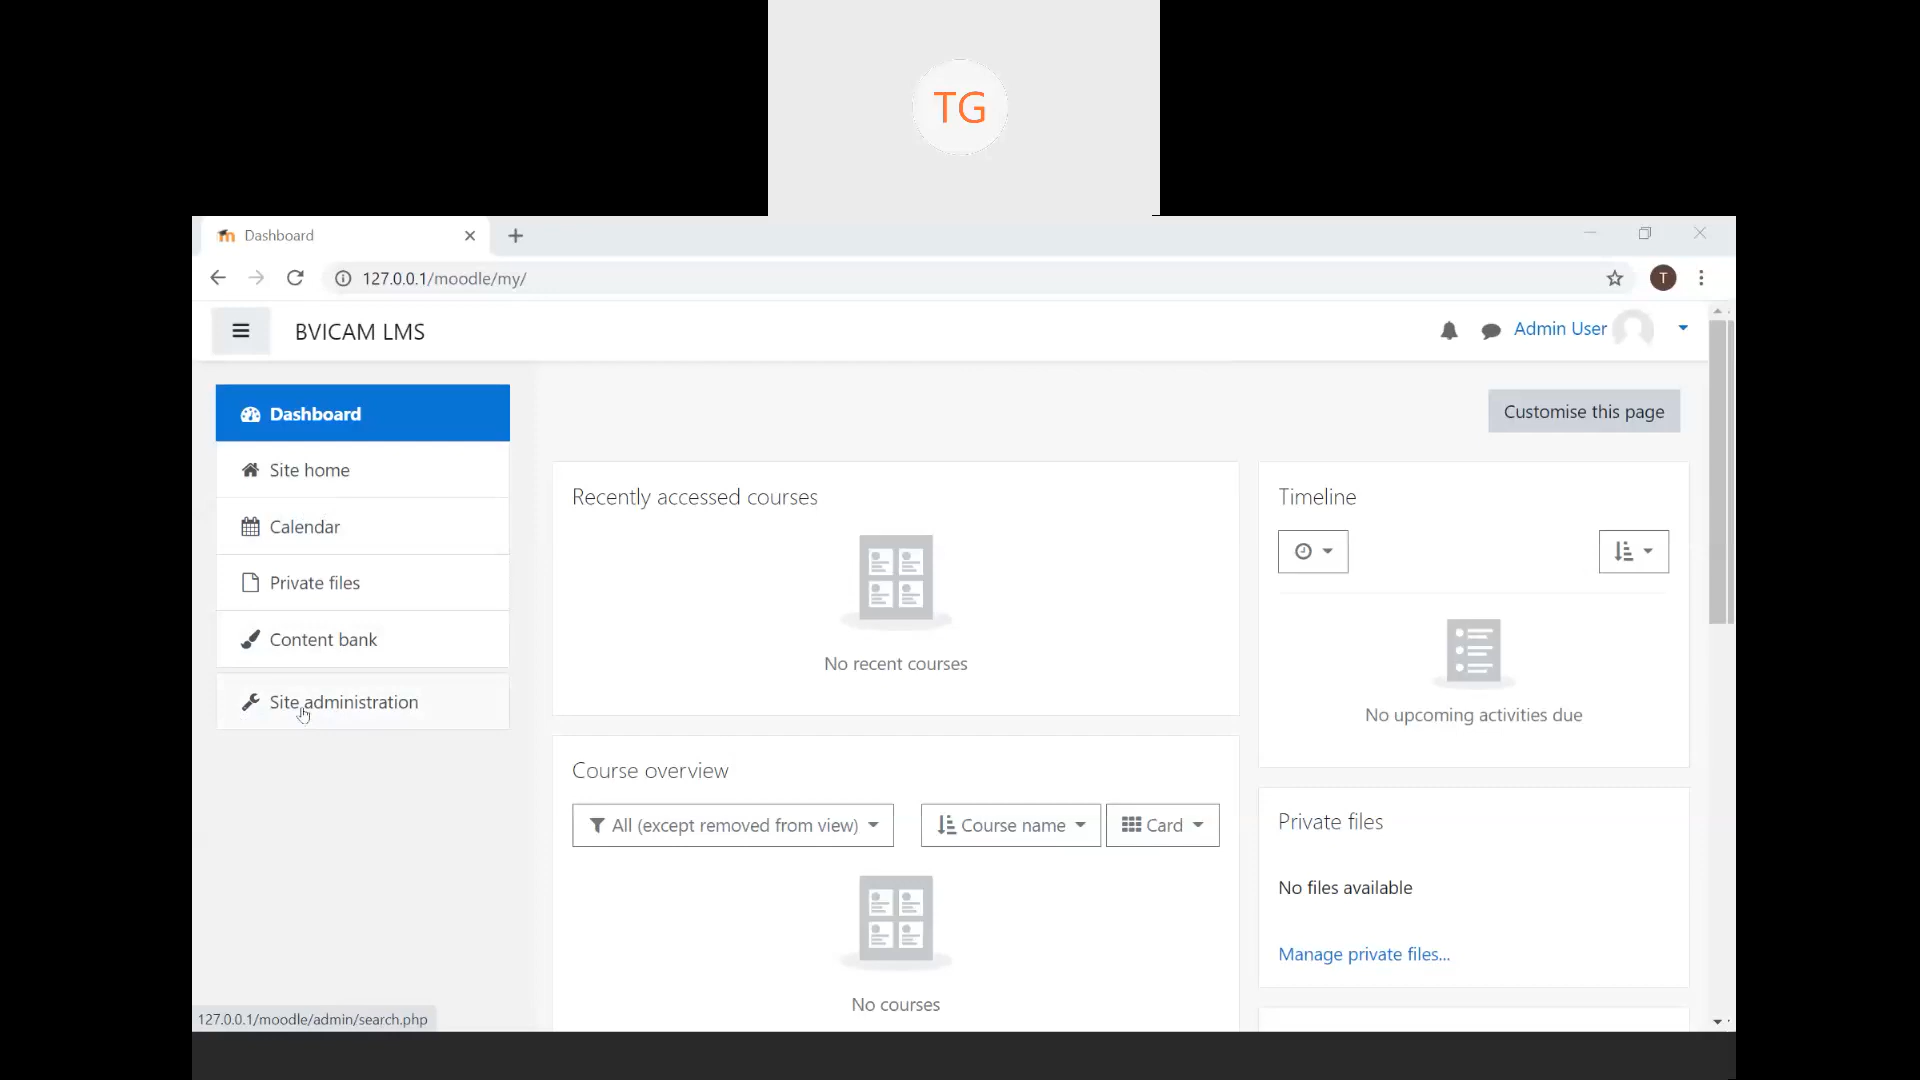 TG
Dashboard
127.0.0.1/moodle/my/
T
BVICAM LMS
Admin User
Dashboard
Customise this page
Site home
Calendar
Private files
Content bank
Site administration
Recently accessed courses
No recent courses
Timeline
No upcoming activities due
Course overview
All (except removed from view)
Course name
Card
No courses
Private files
No files available
Manage private files...
127.0.0.1/moodle/admin/search.php